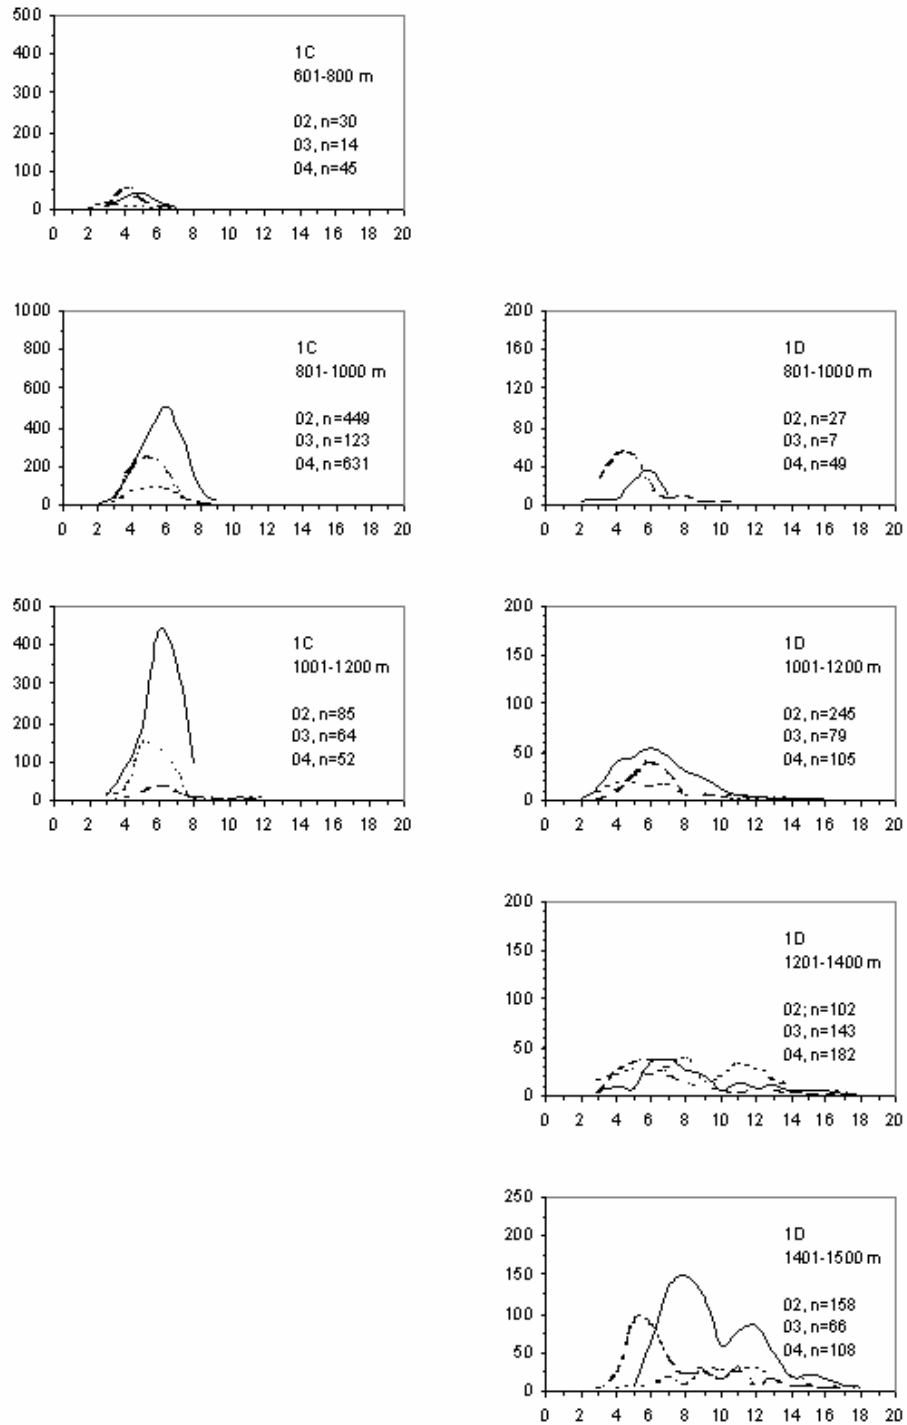 500
400
300
200
100
0
1C
601-800 m
02, n=30
03, n=14
04, n=45
0 2 4 6 8 10 12 14 16 18 20
1000
800
600
400
200
0
1C
801-1000 m
02, n=449
03, n=123
04, n=631
0 2 4 6 8 10 12 14 16 18 20
200
160
120
80
40
0
1D
801-1000 m
02, n=27
03, n=7
04, n=49
0 2 4 6 8 10 12 14 16 18 20
500
400
300
200
100
0
1C
1001-1200 m
02, n=85
03, n=64
04, n=52
0 2 4 6 8 10 12 14 16 18 20
200
150
100
50
0
1D
1001-1200 m
02, n=245
03, n=79
04, n=105
0 2 4 6 8 10 12 14 16 18 20
200
150
100
50
0
1D
1201-1400 m
02; n=102
03, n=143
04, n=182
0 2 4 6 8 10 12 14 16 18 20
250
200
150
100
50
0
1D
1401-1500 m
02, n=158
03, n=66
04, n=108
0 2 4 6 8 10 12 14 16 18 20